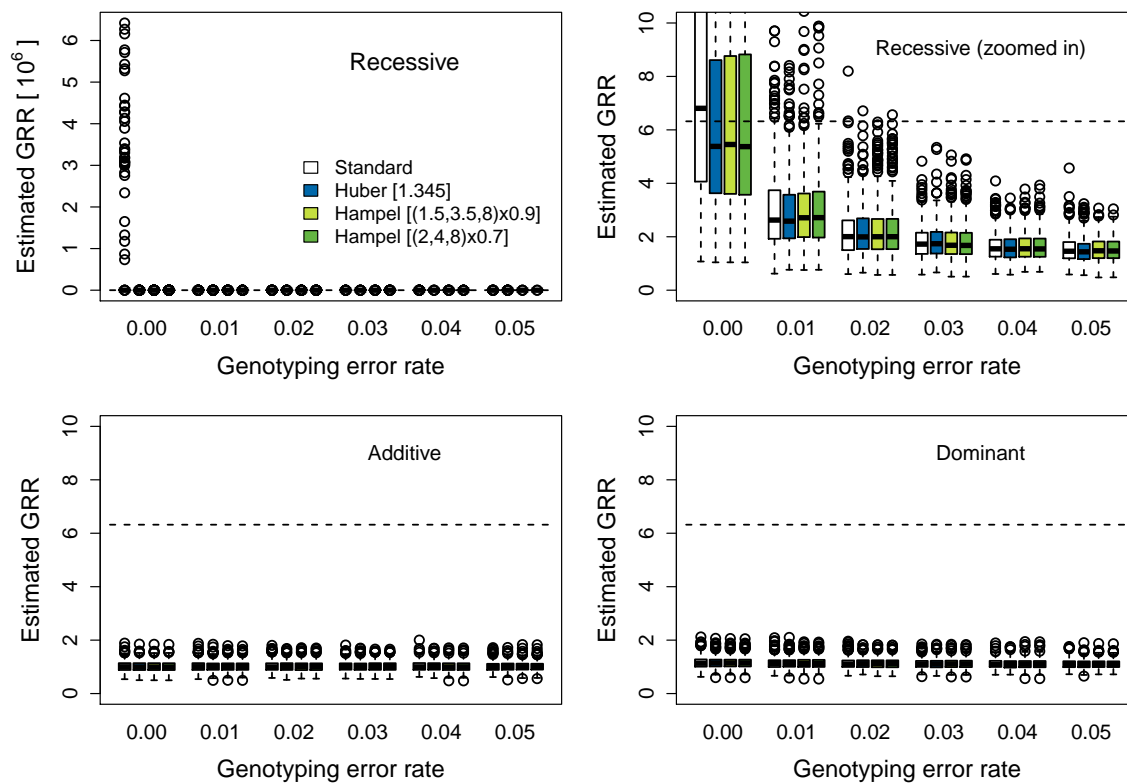 Recessive
Estimated GRR [ 10^6 ]
6
5
4
3
2
1
0
Standard
Huber [1.345]
Hampel [(1.5,3.5,8)x0.9]
Hampel [(2,4,8)x0.7]
0.00 0.01 0.02 0.03 0.04 0.05
Genotyping error rate
Recessive (zoomed in)
Estimated GRR
10
8
6
4
2
0
0.00 0.01 0.02 0.03 0.04 0.05
Genotyping error rate
Additive
Estimated GRR
10
8
6
4
2
0
0.00 0.01 0.02 0.03 0.04 0.05
Genotyping error rate
Dominant
Estimated GRR
10
8
6
4
2
0
0.00 0.01 0.02 0.03 0.04 0.05
Genotyping error rate